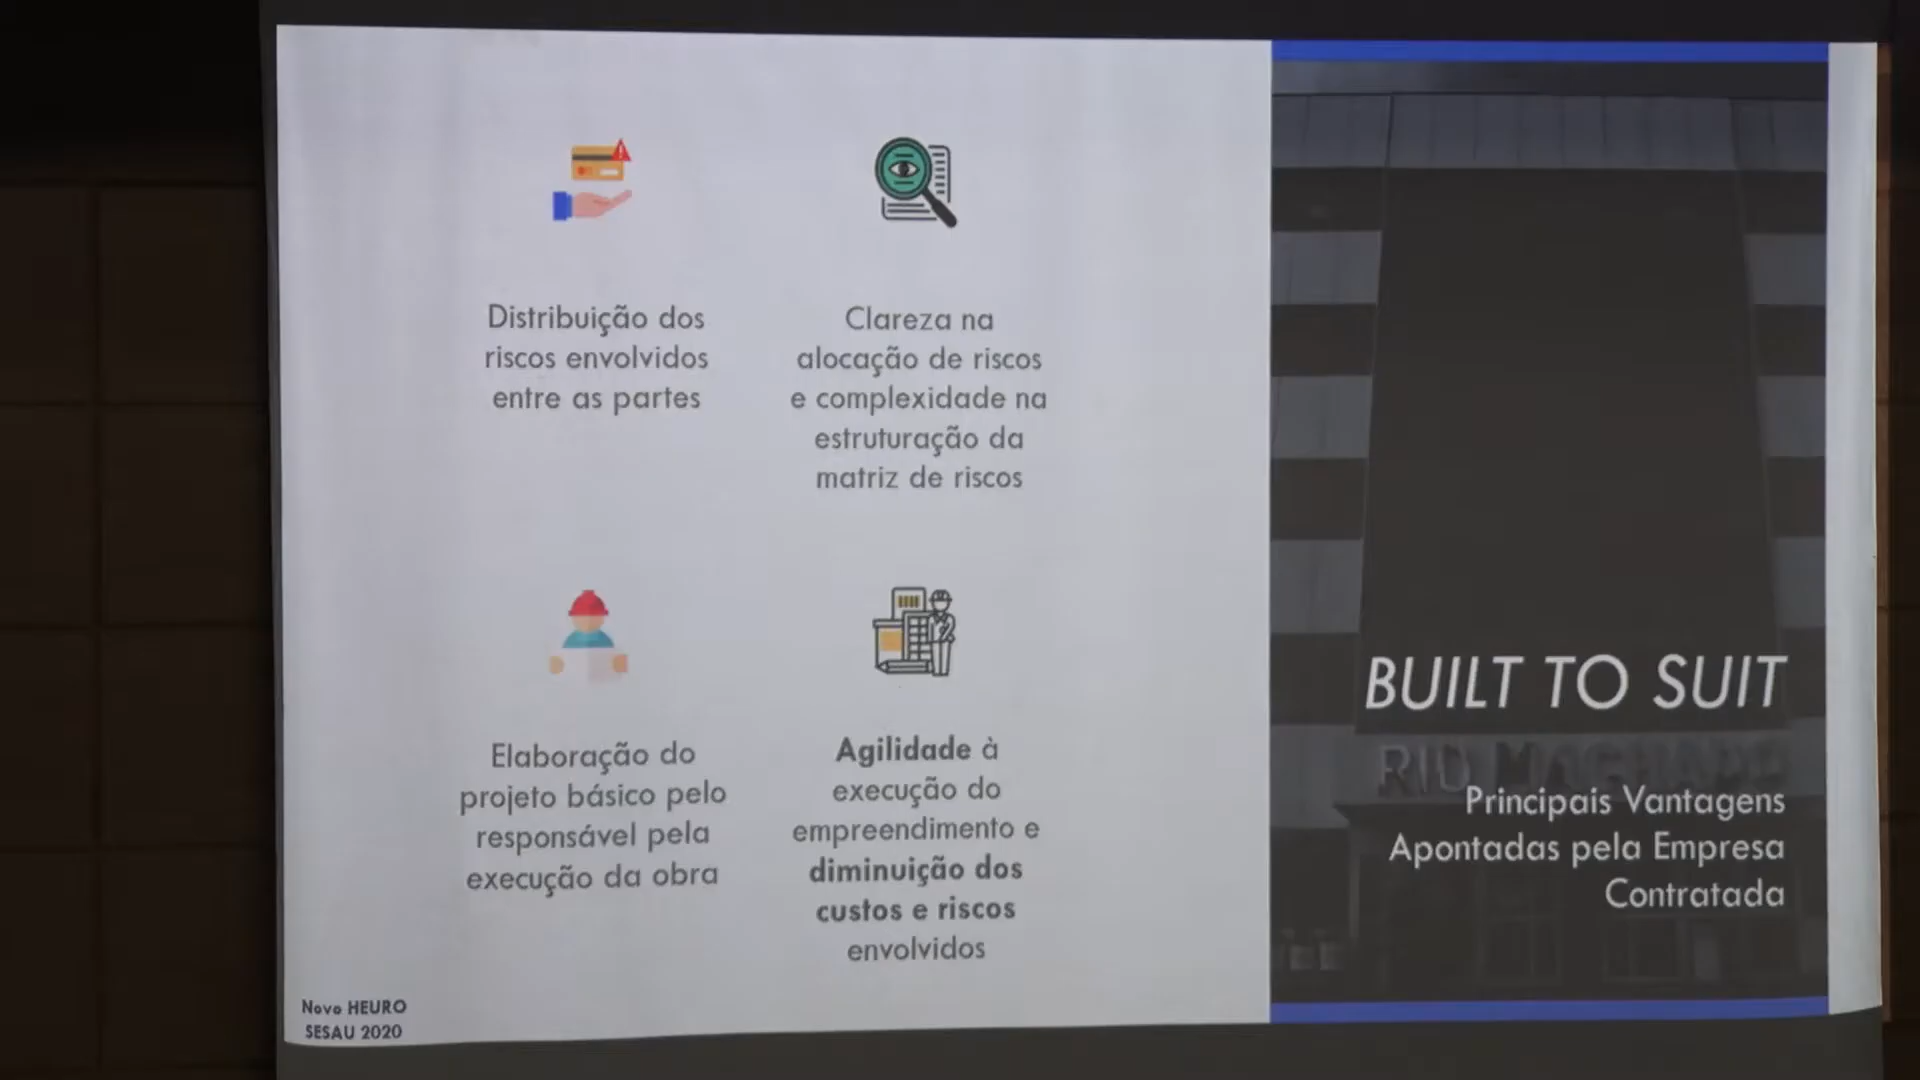 Distribuição dos
riscos envolvidos
entre as partes
Clareza na
alocação de riscos
e complexidade na
estruturação da
matriz de riscos
Elaboração do
projeto básico pelo
responsável pela
execução da obra
Agilidade à
execução do
empreendimento e
diminuição dos
custos e riscos
envolvidos
Novo HEURO
SESAU 2020
BUILT TO SUIT
RIO MACHADO
Principais Vantagens
Apontadas pela Empresa
Contratada